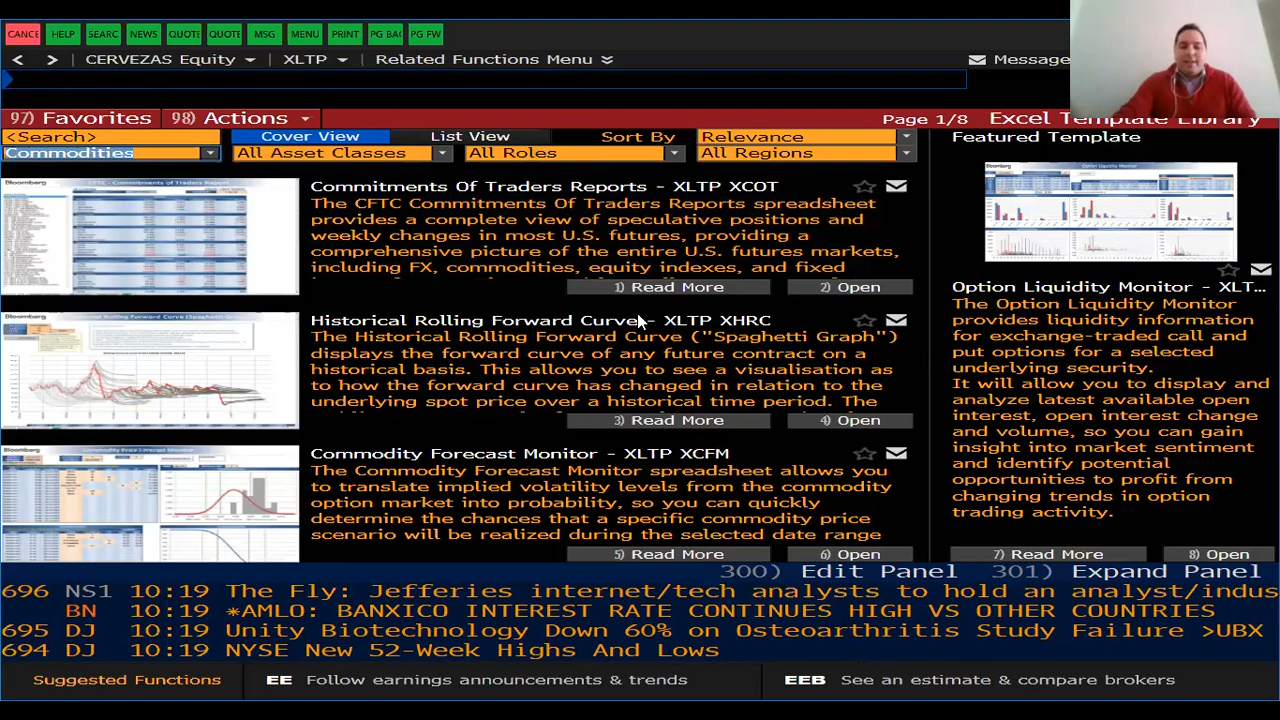 CANCE HELP SEARC NEWS QUOTE QUOTE MSG MENU PRINT PG BAC PG FW
< > CERVEZAS Equity XLTP Related Functions Menu Message
97) Favorites 98) Actions Page 1/8 Excel Template Library
<Search> Cover View List View Sort By Relevance Featured Template
Commodities All Asset Classes All Roles All Regions
Commitments Of Traders Reports - XLTP XCOT
The CFTC Commitments Of Traders Reports spreadsheet
provides a complete view of speculative positions and
weekly changes in most U.S. futures, providing a
comprehensive picture of the entire U.S. futures markets,
including FX, commodities, equity indexes, and fixed
1) Read More 2) Open
Historical Rolling Forward Curve - XLTP XHRC
The Historical Rolling Forward Curve ("Spaghetti Graph")
displays the forward curve of any future contract on a
historical basis. This allows you to see a visualisation as
to how the forward curve has changed in relation to the
underlying spot price over a historical time period. The
3) Read More 4) Open
Commodity Forecast Monitor - XLTP XCFM
The Commodity Forecast Monitor spreadsheet allows you
to translate implied volatility levels from the commodity
option market into probability, so you can quickly
determine the chances that a specific commodity price
scenario will be realized during the selected date range
5) Read More 6) Open
Option Liquidity Monitor - XLT...
The Option Liquidity Monitor
provides liquidity information
for exchange-traded call and
put options for a selected
underlying security.
It will allow you to display and
analyze latest available open
interest, open interest change
and volume, so you can gain
insight into market sentiment
and identify potential
opportunities to profit from
changing trends in option
trading activity.
7) Read More 8) Open
300) Edit Panel 301) Expand Panel
696 NS1 10:19 The Fly: Jefferies internet/tech analysts to hold an analyst/indus
BN 10:19 *AMLO: BANXICO INTEREST RATE CONTINUES HIGH VS OTHER COUNTRIES
695 DJ 10:19 Unity Biotechnology Down 60% on Osteoarthritis Study Failure >UBX
694 DJ 10:19 NYSE New 52-Week Highs And Lows
Suggested Functions EE Follow earnings announcements & trends EEB See an estimate & compare brokers